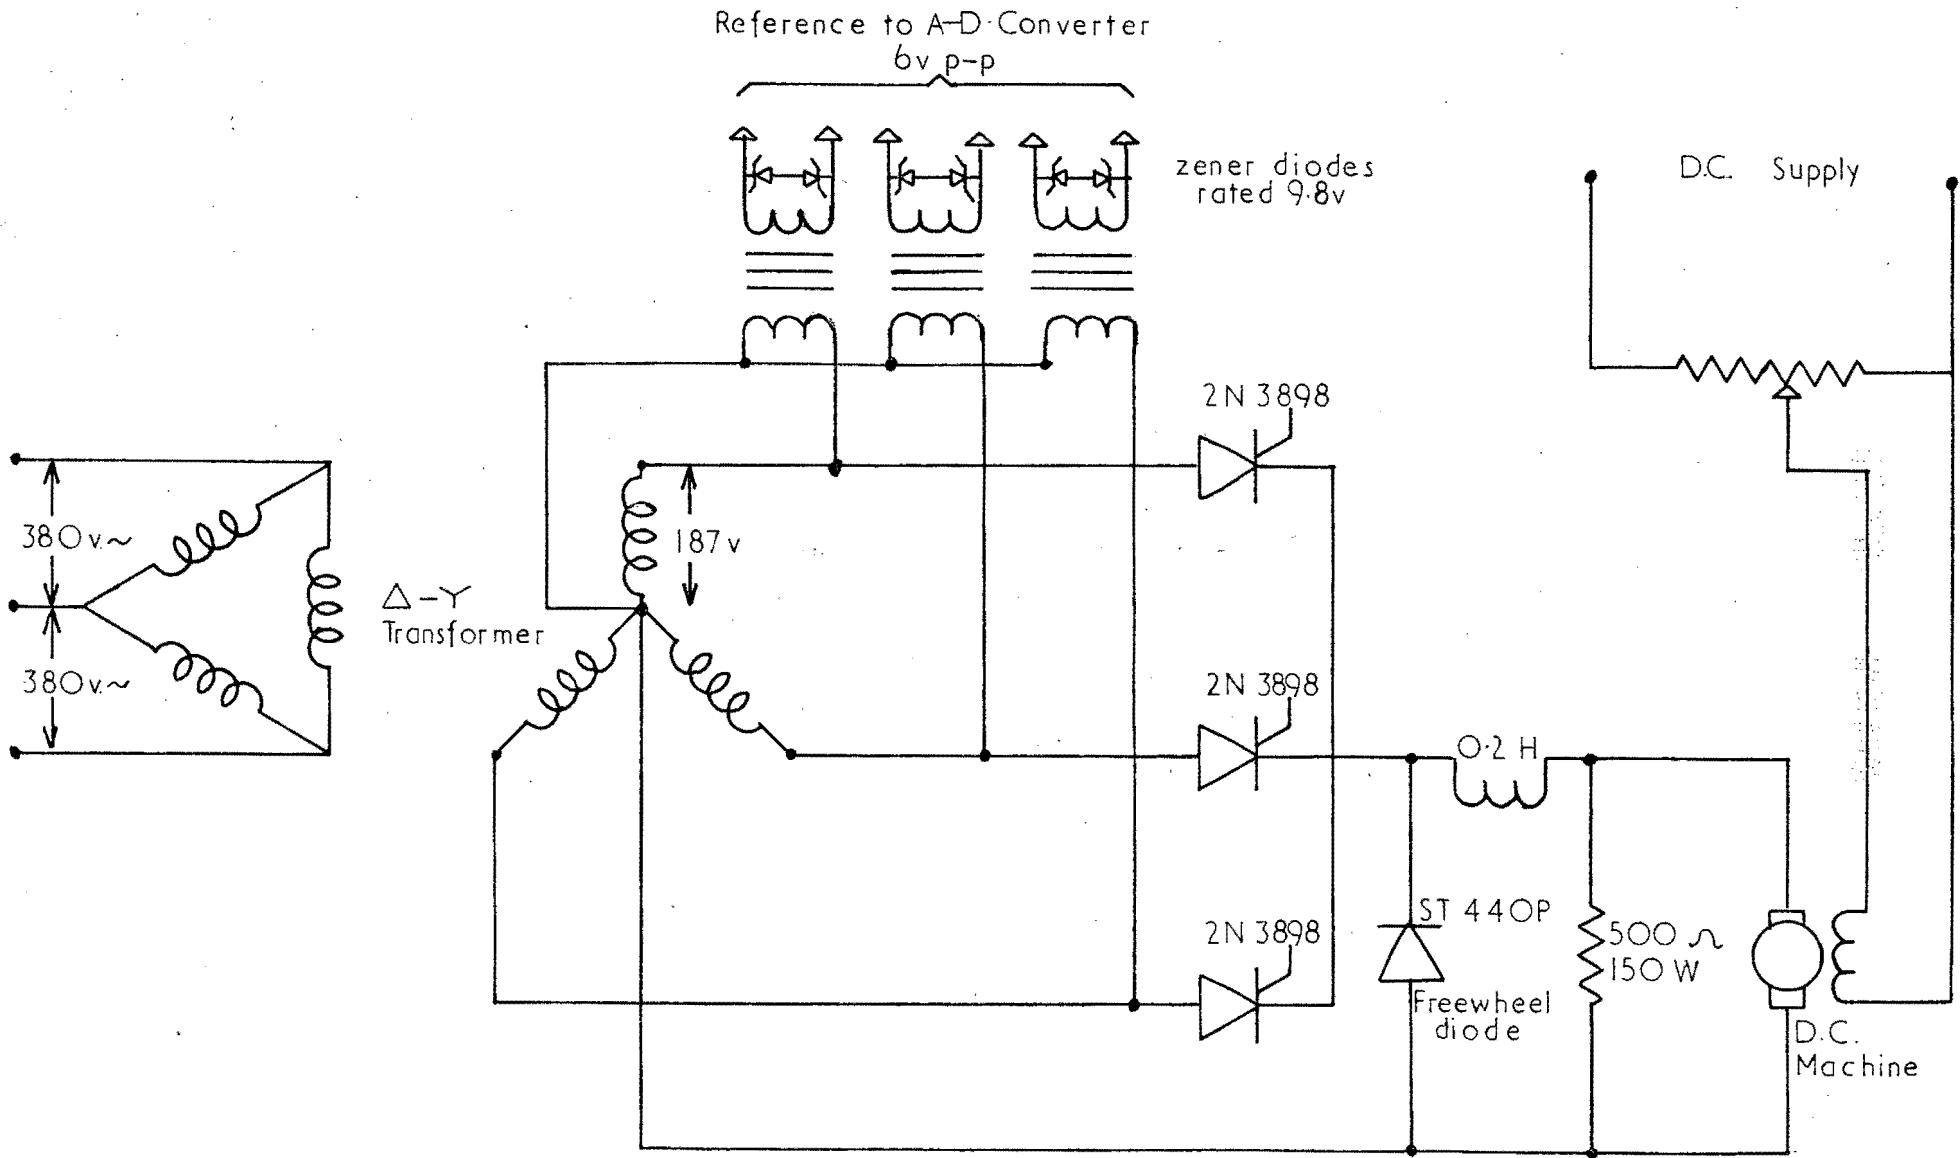 Reference to A-D Converter
6v p-p
zener diodes
rated 9.8v
D.C. Supply
2N 3898
380v.~
187v
Δ-Y
Transformer
380v.~
2N 3898
0.2 H
2N 3898
ST 440P
500 Ω
150 W
Freewheel
diode
D.C.
Machine